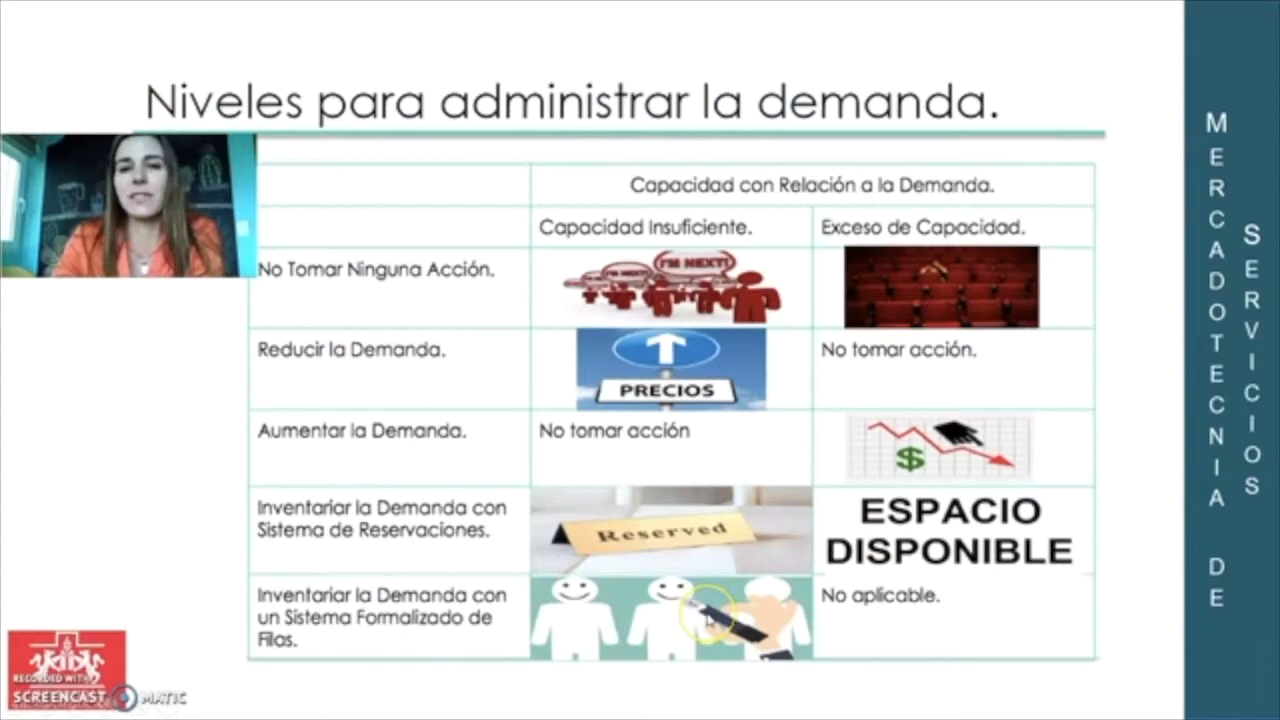 Niveles para administrar la demanda.
Capacidad con Relación a la Demanda.
Capacidad Insuficiente.
Exceso de Capacidad.
No Tomar Ninguna Acción.
I'M NEXT!
I'M NEXT!
Reducir la Demanda.
PRECIOS
No tomar acción.
Aumentar la Demanda.
No tomar acción
$
Inventariar la Demanda con
Sistema de Reservaciones.
Reserved
ESPACIO
DISPONIBLE
Inventariar la Demanda con
un Sistema Formalizado de
Filas.
No aplicable.
MERCADOTECNIA DE
SERVICIOS
RECORDED WITH
SCREENCAST MATIC